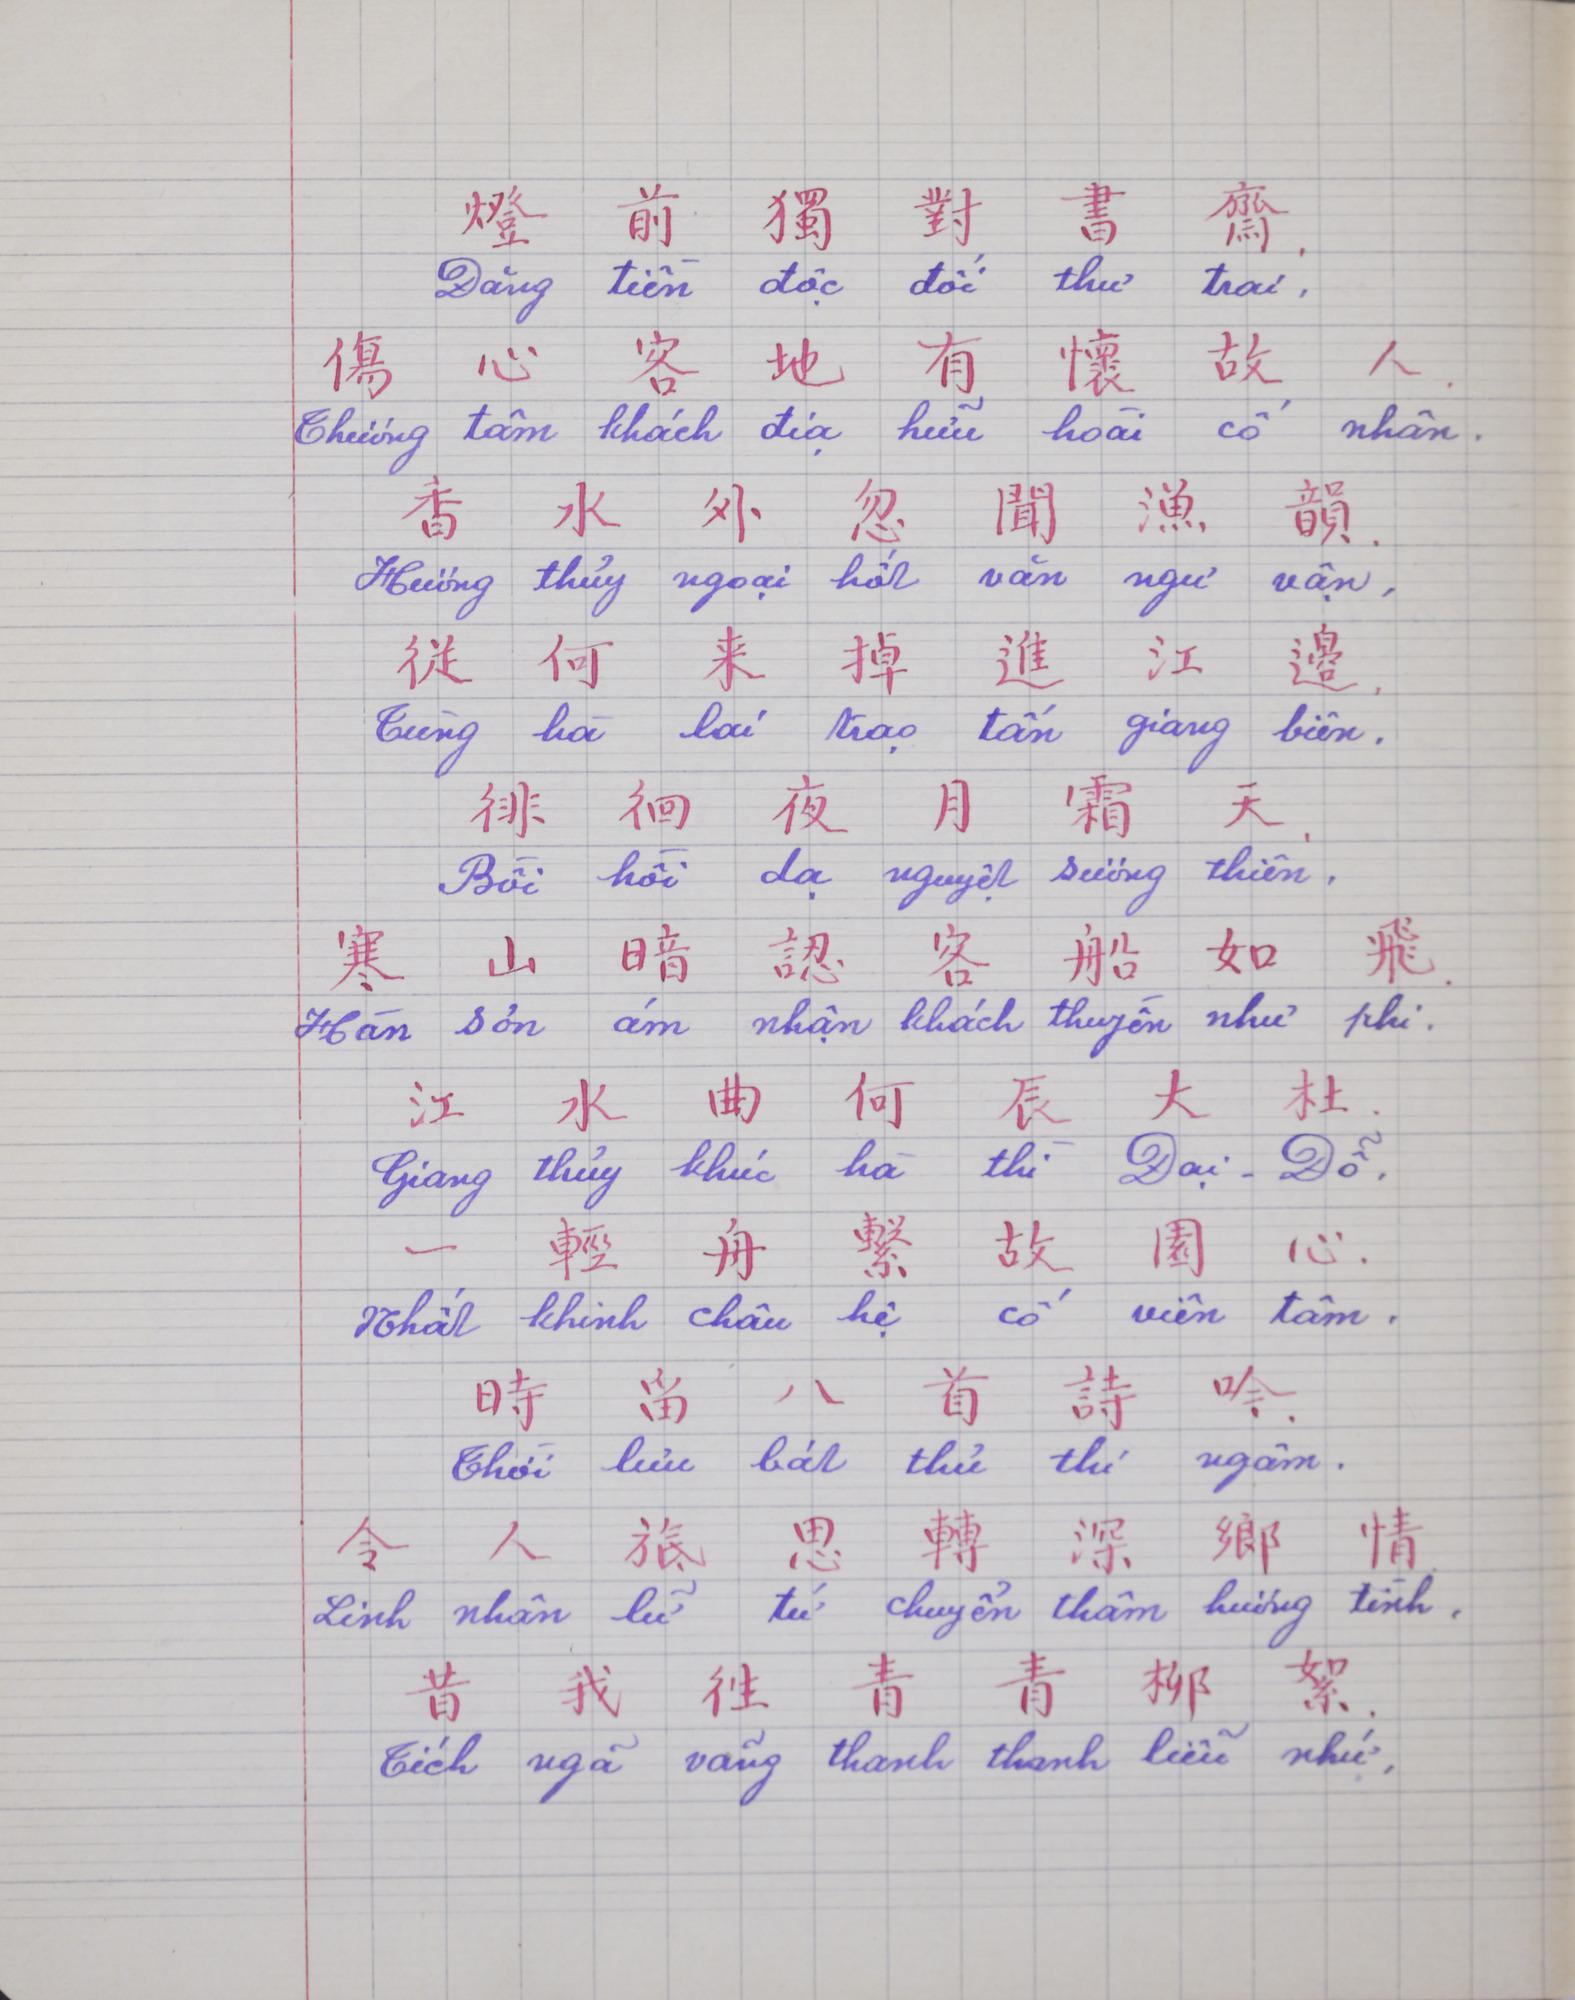 燈 前 獨 對 書 齋.
Đăng tiền độc đối thư trai.
傷 心 客 地 有 懷 故 人.
Thương tâm khách địa hữu hoài cố nhân.
香 水 外 忽 聞 漁 韻.
Hương thủy ngoại hốt văn ngư vận.
從 何 来 掉 進 江 邊.
Tùng hà lai trạo tấn giang biên.
徘 徊 夜 月 霜 天.
Bồi hồi dạ nguyệt sương thiên.
寒 山 暗 認 客 船 如 飛.
Hàn sơn ám nhận khách thuyền như phi.
江 水 曲 何 辰 大 杜.
Giang thủy khúc hà thì Đại - Đỗ.
一 輕 舟 繫 故 園 心.
Nhất khinh châu hệ cố viên tâm.
時 畄 八 首 詩 吟.
Thời lưu bát thủ thi ngâm.
令 人 旅 思 轉 深 鄉 情
Linh nhân lữ tứ chuyển thâm hương tình.
昔 我 徃 青 青 柳 絮.
Tích ngã vãng thanh thanh liễu nhứ.